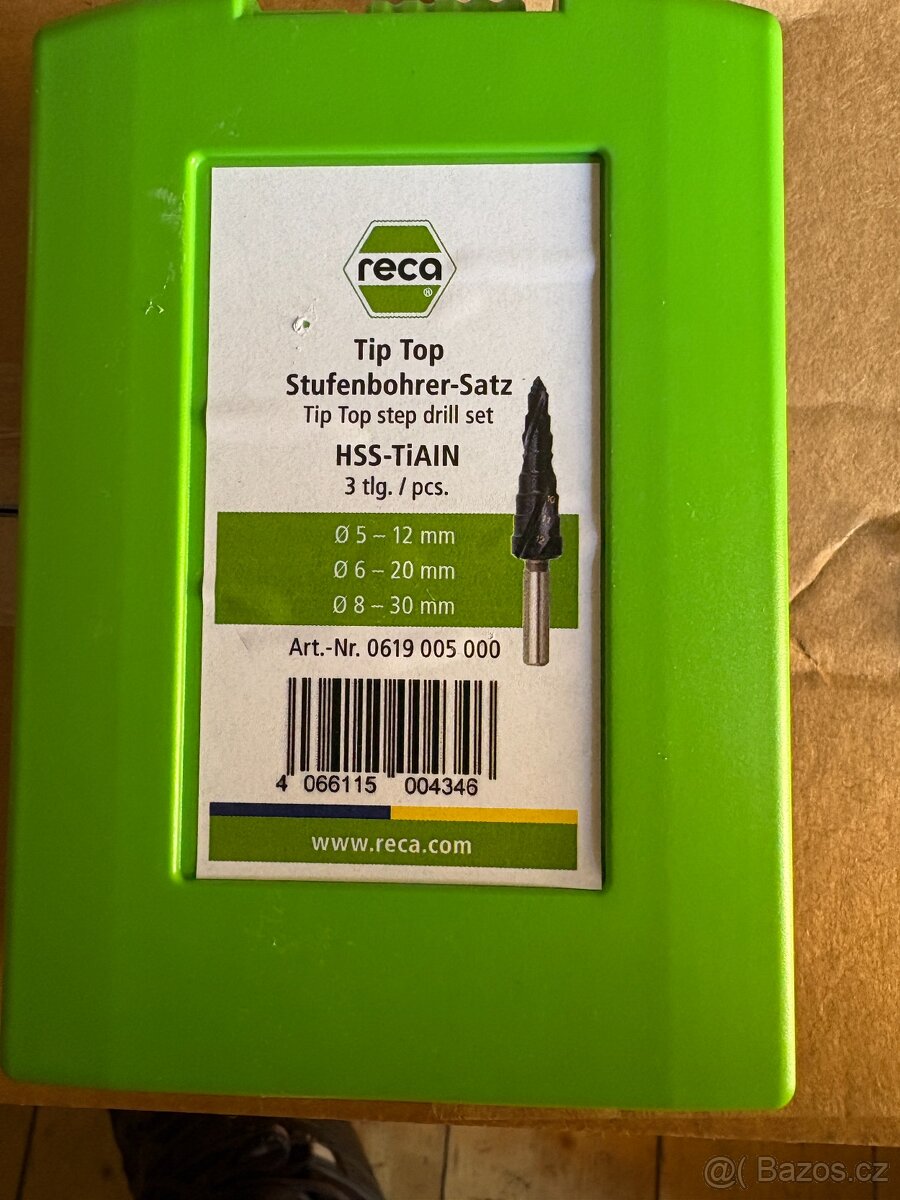 reca
®
Tip Top
Stufenbohrer-Satz
Tip Top step drill set
HSS-TiAlN
3 tlg. / pcs.
Ø 5 – 12 mm
Ø 6 – 20 mm
Ø 8 – 30 mm
Art.-Nr. 0619 005 000
4 066115 004346
www.reca.com
@( Bazos.cz